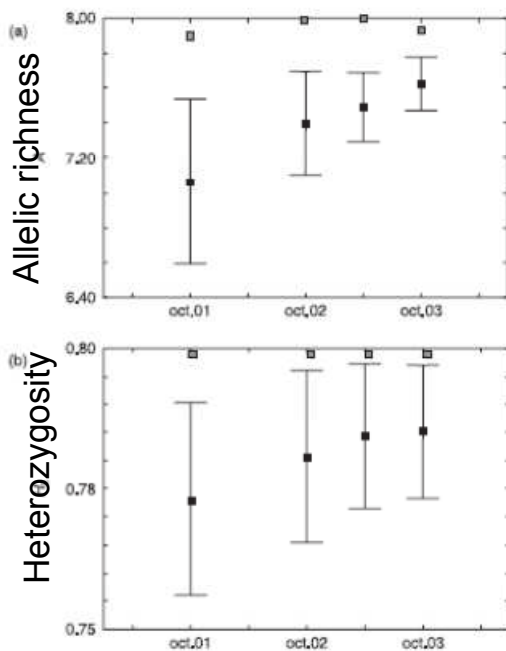 (a)
Allelic richness
8,00
7,20
6,40
oct,01
oct,02
oct,03
(b)
Heterozygosity
0,80
0,78
0,75
oct,01
oct,02
oct,03